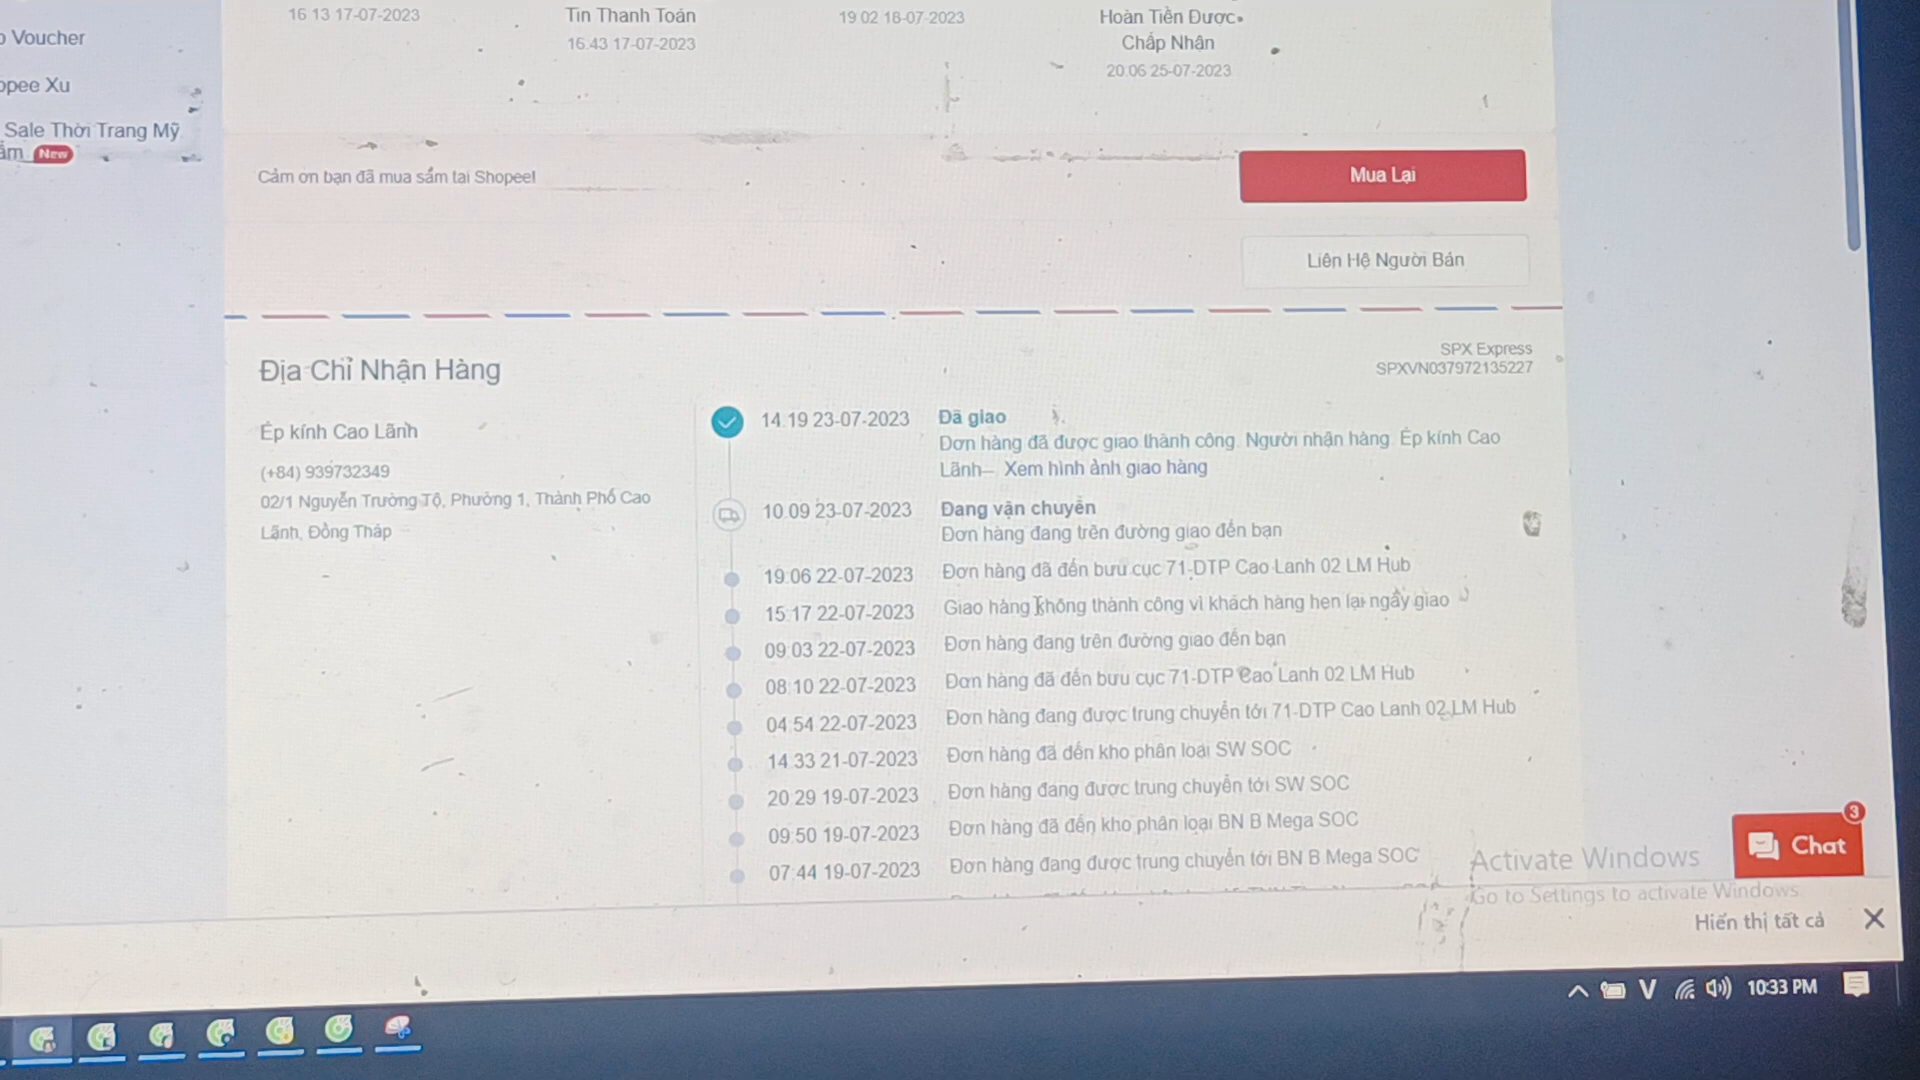 Voucher
opee Xu
Sale Thời Trang Mỹ
New
16 13 17-07-2023
Tin Thanh Toán
16:43 17-07-2023
19 02 18-07-2023
Hoàn Tiền Được
Chấp Nhận
20:06 25-07-2023
Cảm ơn bạn đã mua sắm tại Shopee!
Mua Lại
Liên Hệ Người Bán
Địa Chỉ Nhận Hàng
SPX Express
SPXVN037972135227
Ép kính Cao Lãnh
(+84) 939732349
02/1 Nguyễn Trường Tộ, Phường 1, Thành Phố Cao
Lãnh, Đồng Tháp
14:19 23-07-2023 Đã giao
Đơn hàng đã được giao thành công. Người nhận hàng: Ép kính Cao
Lãnh– Xem hình ảnh giao hàng
10:09 23-07-2023 Đang vận chuyển
Đơn hàng đang trên đường giao đến bạn
19:06 22-07-2023 Đơn hàng đã đến bưu cục 71-DTP Cao Lanh 02 LM Hub
15:17 22-07-2023 Giao hàng không thành công vì khách hàng hẹn lại ngày giao
09:03 22-07-2023 Đơn hàng đang trên đường giao đến bạn
08:10 22-07-2023 Đơn hàng đã đến bưu cục 71-DTP Cao Lanh 02 LM Hub
04:54 22-07-2023 Đơn hàng đang được trung chuyển tới 71-DTP Cao Lanh 02 LM Hub
14:33 21-07-2023 Đơn hàng đã đến kho phân loại SW SOC
20:29 19-07-2023 Đơn hàng đang được trung chuyển tới SW SOC
09:50 19-07-2023 Đơn hàng đã đến kho phân loại BN B Mega SOC
07:44 19-07-2023 Đơn hàng đang được trung chuyển tới BN B Mega SOC
3
Chat
Activate Windows
Go to Settings to activate Windows.
Hiển thị tất cả
V
10:33 PM